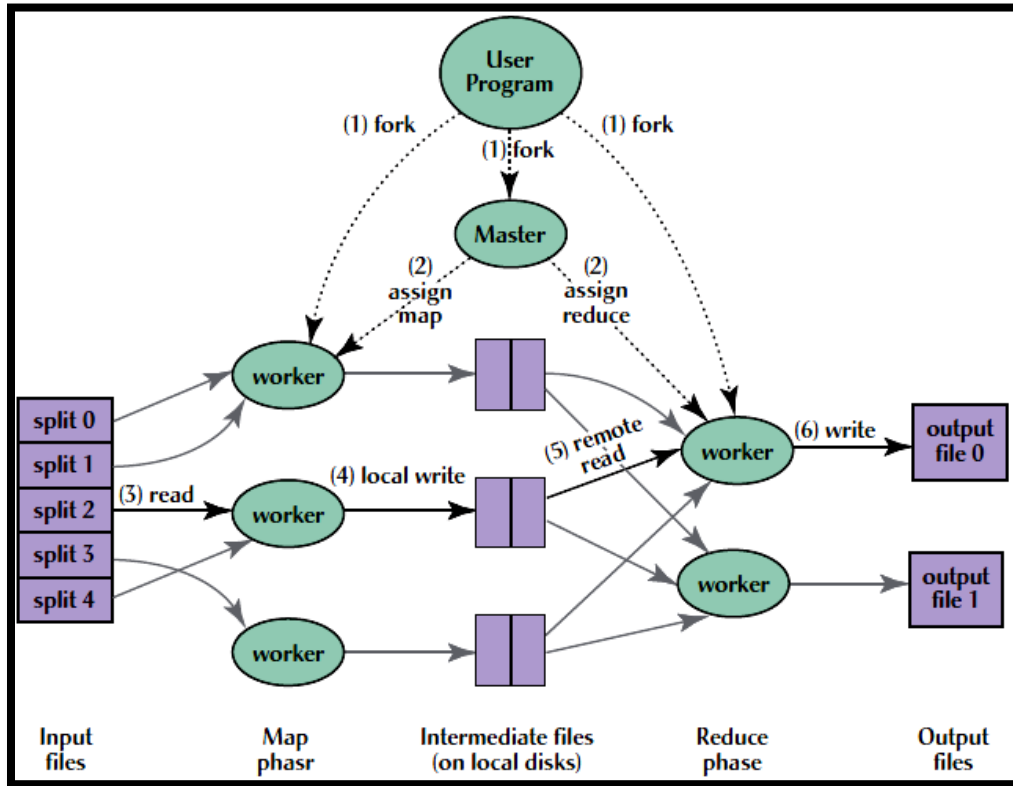 User
Program
(1) fork
(1) fork
(1) fork
Master
(2)
assign
map
(2)
assign
reduce
worker
split 0
split 1
split 2
split 3
split 4
(3) read
worker
(4) local write
worker
(5) remote
read
worker
(6) write
output
file 0
worker
output
file 1
Input
files
Map
phasr
Intermediate files
(on local disks)
Reduce
phase
Output
files